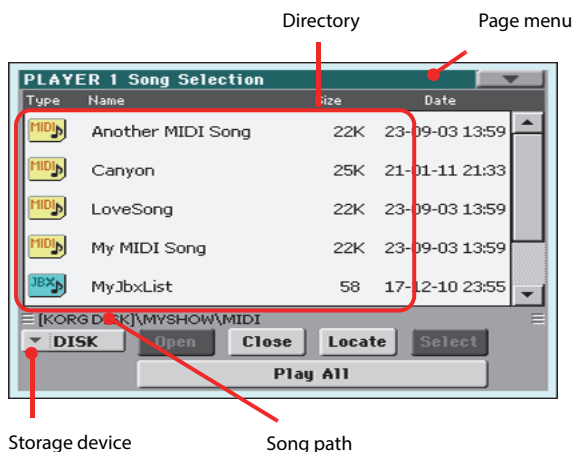 Directory
Page menu
PLAYER 1 Song Selection
Type Name Size Date
MIDI Another MIDI Song 22K 23-09-03 13:59
MIDI Canyon 25K 21-01-11 21:33
MIDI LoveSong 22K 23-09-03 13:59
MIDI My MIDI Song 22K 23-09-03 13:59
JBX MyJbxList 58 17-12-10 23:55
[KORG DISK]\MYSHOW\MIDI
DISK Open Close Locate Select
Play All
Storage device
Song path